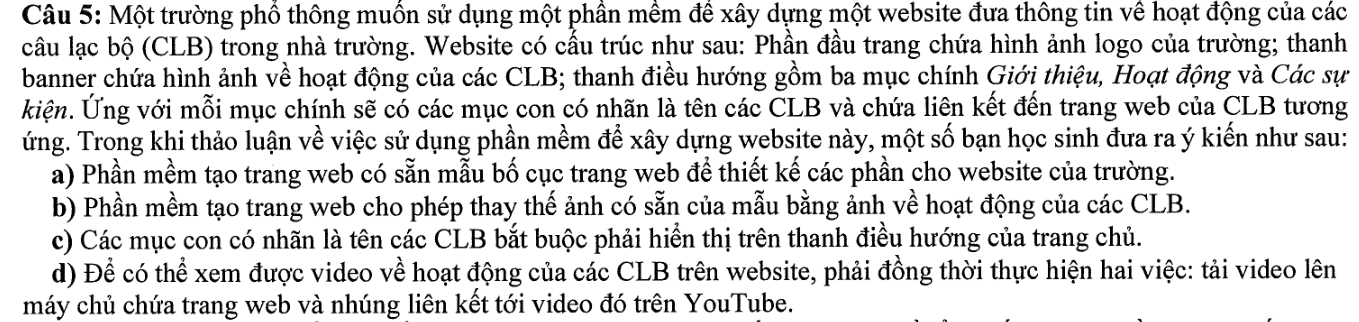 Câu 5: Một trường phổ thông muốn sử dụng một phần mềm để xây dựng một website đưa thông tin về hoạt động của các
câu lạc bộ (CLB) trong nhà trường. Website có cấu trúc như sau: Phần đầu trang chứa hình ảnh logo của trường; thanh
banner chứa hình ảnh về hoạt động của các CLB; thanh điều hướng gồm ba mục chính Giới thiệu, Hoạt động và Các sự
kiện. Ứng với mỗi mục chính sẽ có các mục con có nhãn là tên các CLB và chứa liên kết đến trang web của CLB tương
ứng. Trong khi thảo luận về việc sử dụng phần mềm để xây dựng website này, một số bạn học sinh đưa ra ý kiến như sau:
a) Phần mềm tạo trang web có sẵn mẫu bố cục trang web để thiết kế các phần cho website của trường.
b) Phần mềm tạo trang web cho phép thay thế ảnh có sẵn của mẫu bằng ảnh về hoạt động của các CLB.
c) Các mục con có nhãn là tên các CLB bắt buộc phải hiển thị trên thanh điều hướng của trang chủ.
d) Để có thể xem được video về hoạt động của các CLB trên website, phải đồng thời thực hiện hai việc: tải video lên
máy chủ chứa trang web và nhúng liên kết tới video đó trên YouTube.